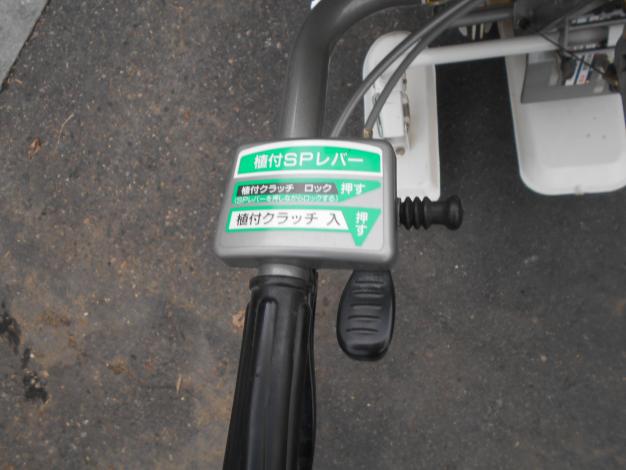 植付SPレバー
植付クラッチ ロック 押す
(SPレバーを押しながらロックする)
植付クラッチ 入 押す